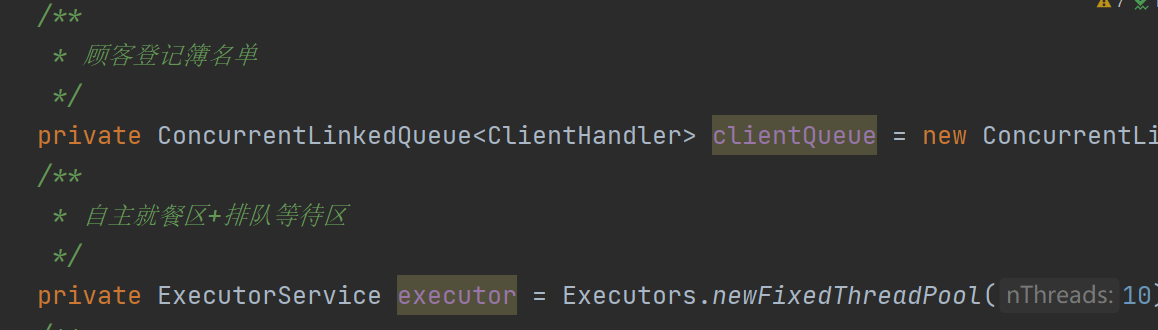 7
/**
* 顾客登记簿名单
*/
private ConcurrentLinkedQueue<ClientHandler> clientQueue = new ConcurrentLi
/**
* 自主就餐区+排队等待区
*/
private ExecutorService executor = Executors.newFixedThreadPool( nThreads: 10)
/**